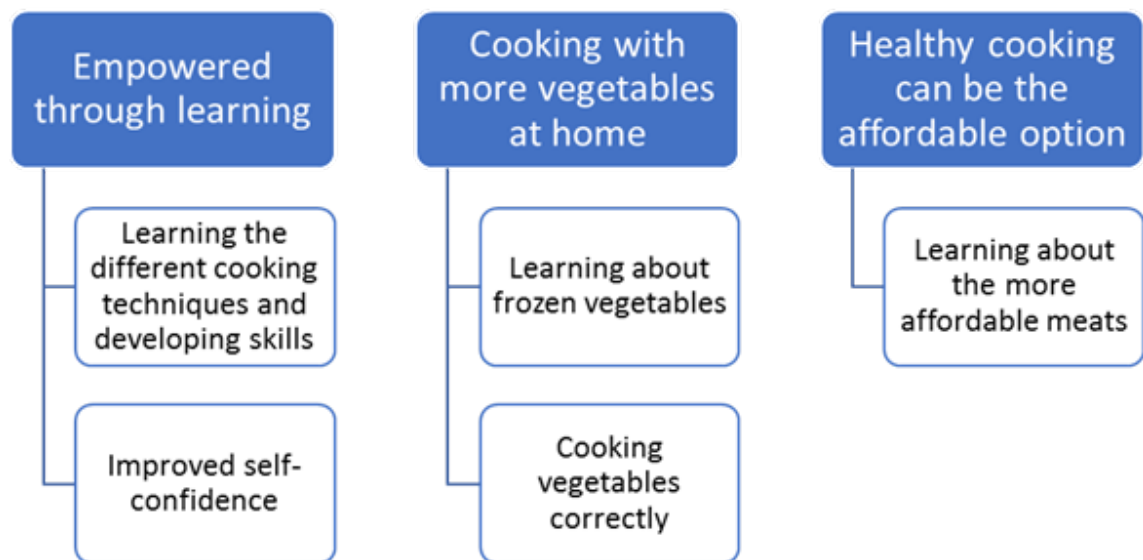 Empowered
through learning
Learning the
different cooking
techniques and
developing skills
Improved self-
confidence
Cooking with
more vegetables
at home
Learning about
frozen vegetables
Cooking
vegetables
correctly
Healthy cooking
can be the
affordable option
Learning about
the more
affordable meats